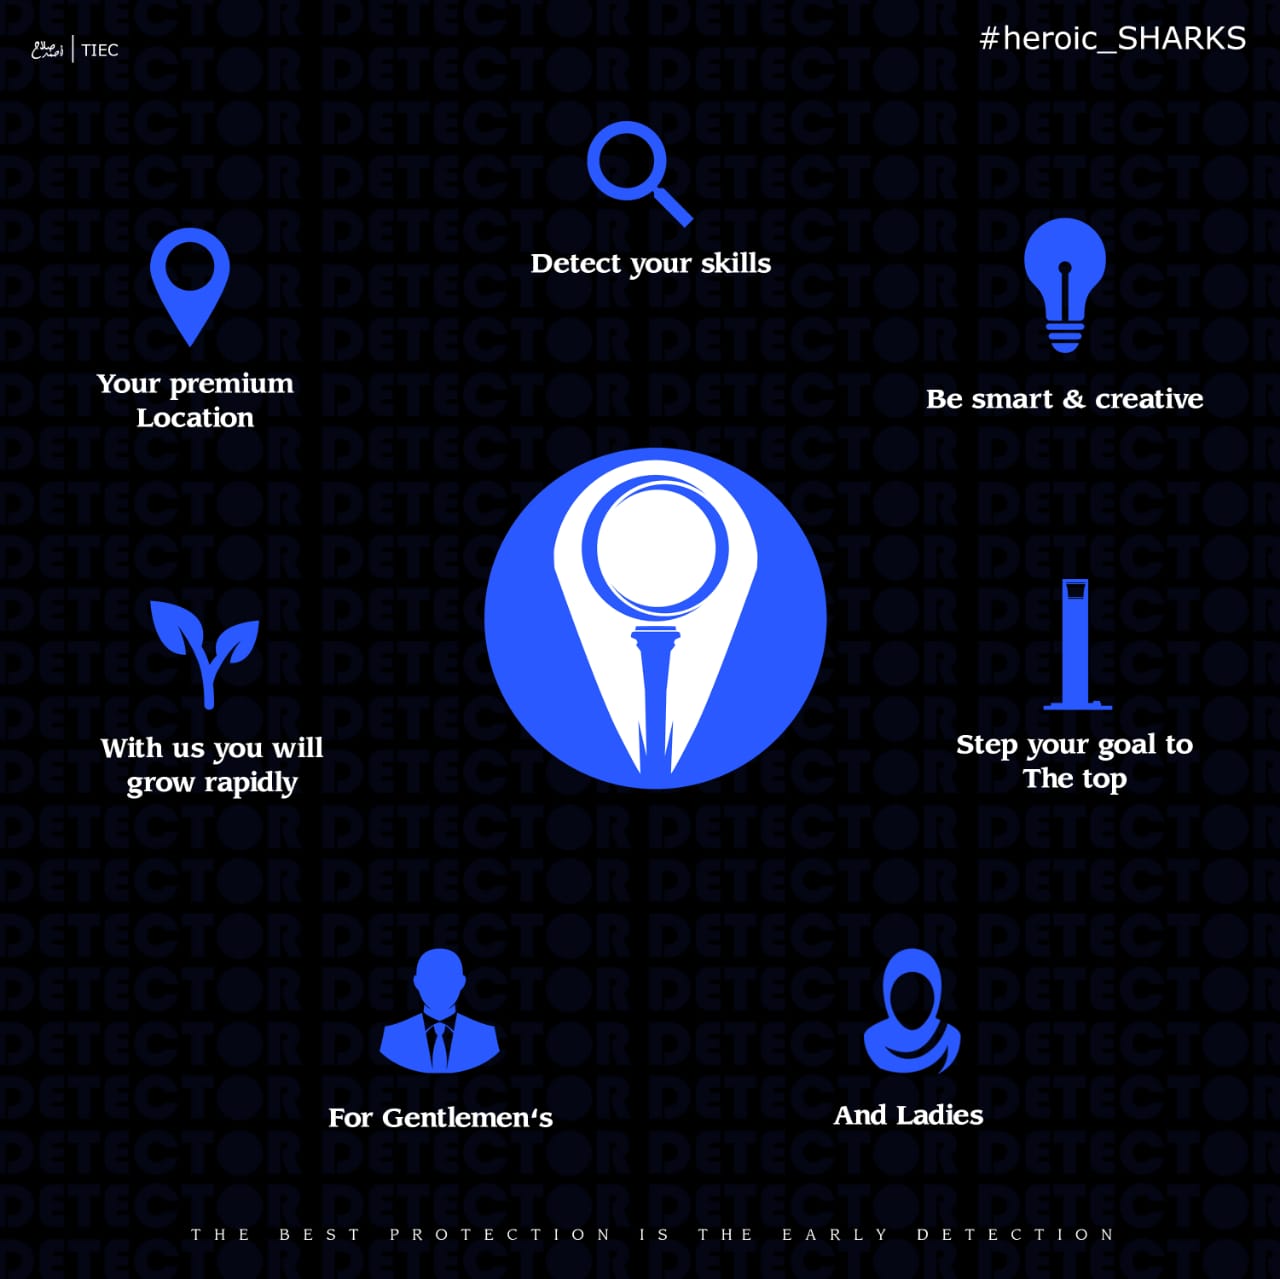 TIEC
#heroic_SHARKS
Detect your skills
Your premium
Location
Be smart & creative
With us you will
grow rapidly
Step your goal to
The top
For Gentlemen‘s
And Ladies
THE BEST PROTECTION IS THE EARLY DETECTION
DETECTOR